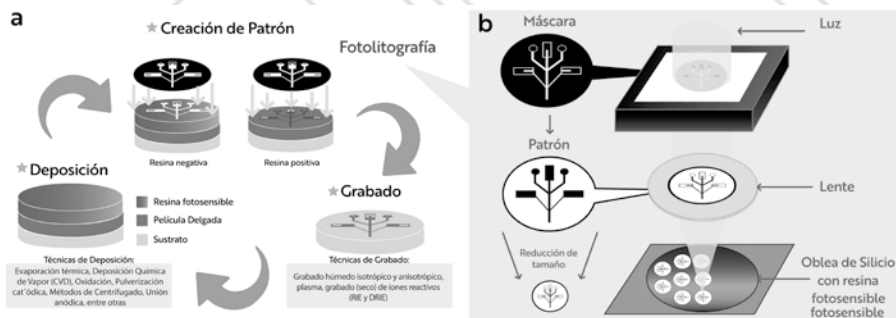 a
Creación de Patrón
Fotolitografía
Resina negativa
Resina positiva
Deposición
Resina fotosensible
Película Delgada
Sustrato
Técnicas de Deposición:
Evaporación térmica, Deposición Química
de Vapor (CVD), Oxidación, Pulverización
cat´ódica, Métodos de Centrifugado, Unión
anódica, entre otras
Grabado
Técnicas de Grabado:
Grabado húmedo isotrópico y anisotrópico,
plasma, grabado (seco) de iones reactivos
(RIE y DRIE)
b
Máscara
Luz
Patrón
Lente
Reducción de
tamaño
Oblea de Silicio
con resina
fotosensible
fotosensible